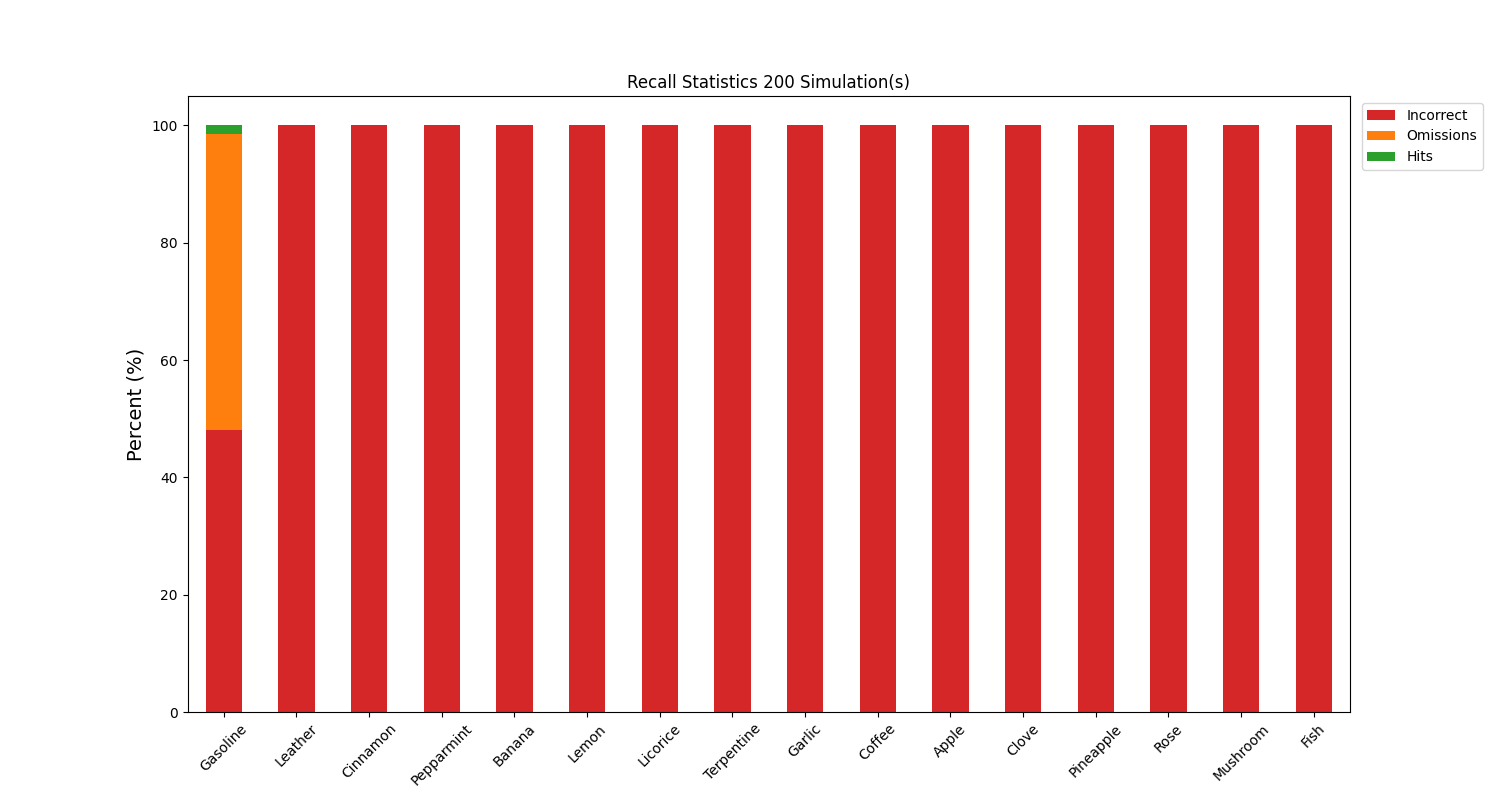 Recall Statistics 200 Simulation(s)
Incorrect
Omissions
Hits
Percent (%)
100
80
60
40
20
0
Gasoline
Leather
Cinnamon
Pepparmint
Banana
Lemon
Licorice
Terpentine
Garlic
Coffee
Apple
Clove
Pineapple
Rose
Mushroom
Fish